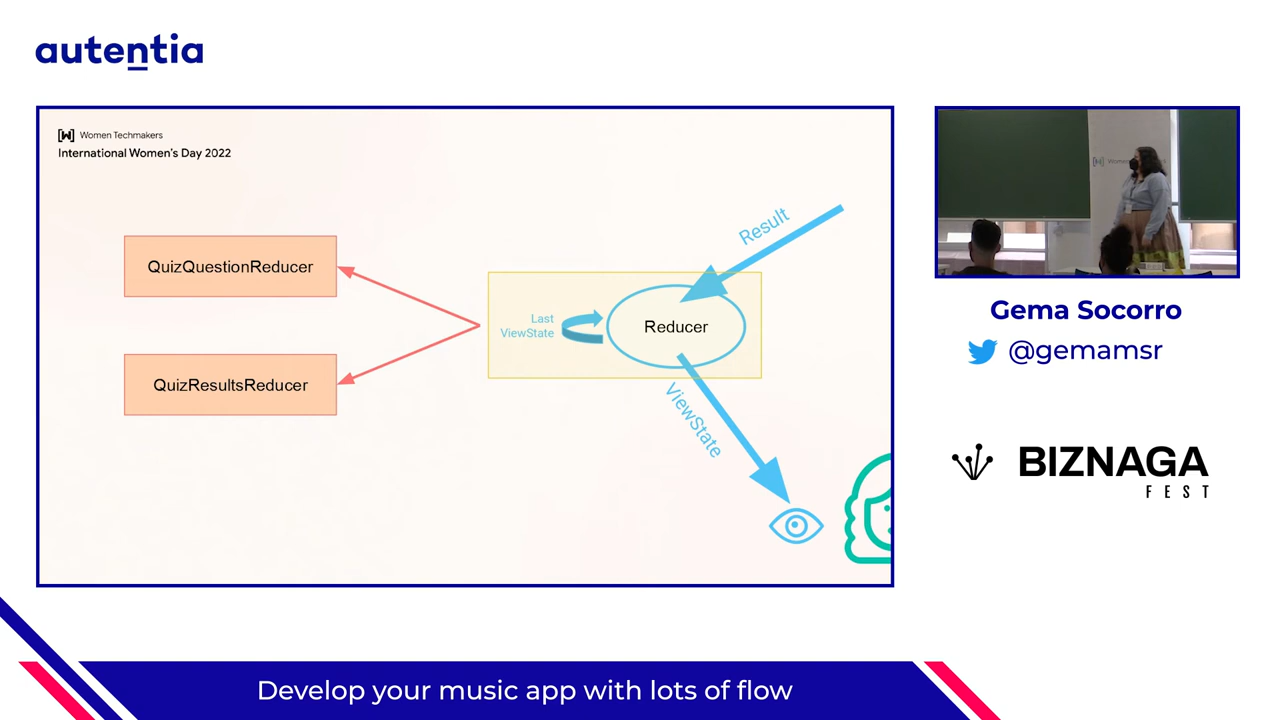 autentia
[W] Women Techmakers
International Women's Day 2022
QuizQuestionReducer
QuizResultsReducer
Last
ViewState
Reducer
Result
ViewState
Gema Socorro
@gemamsr
BIZNAGA
FEST
Develop your music app with lots of flow